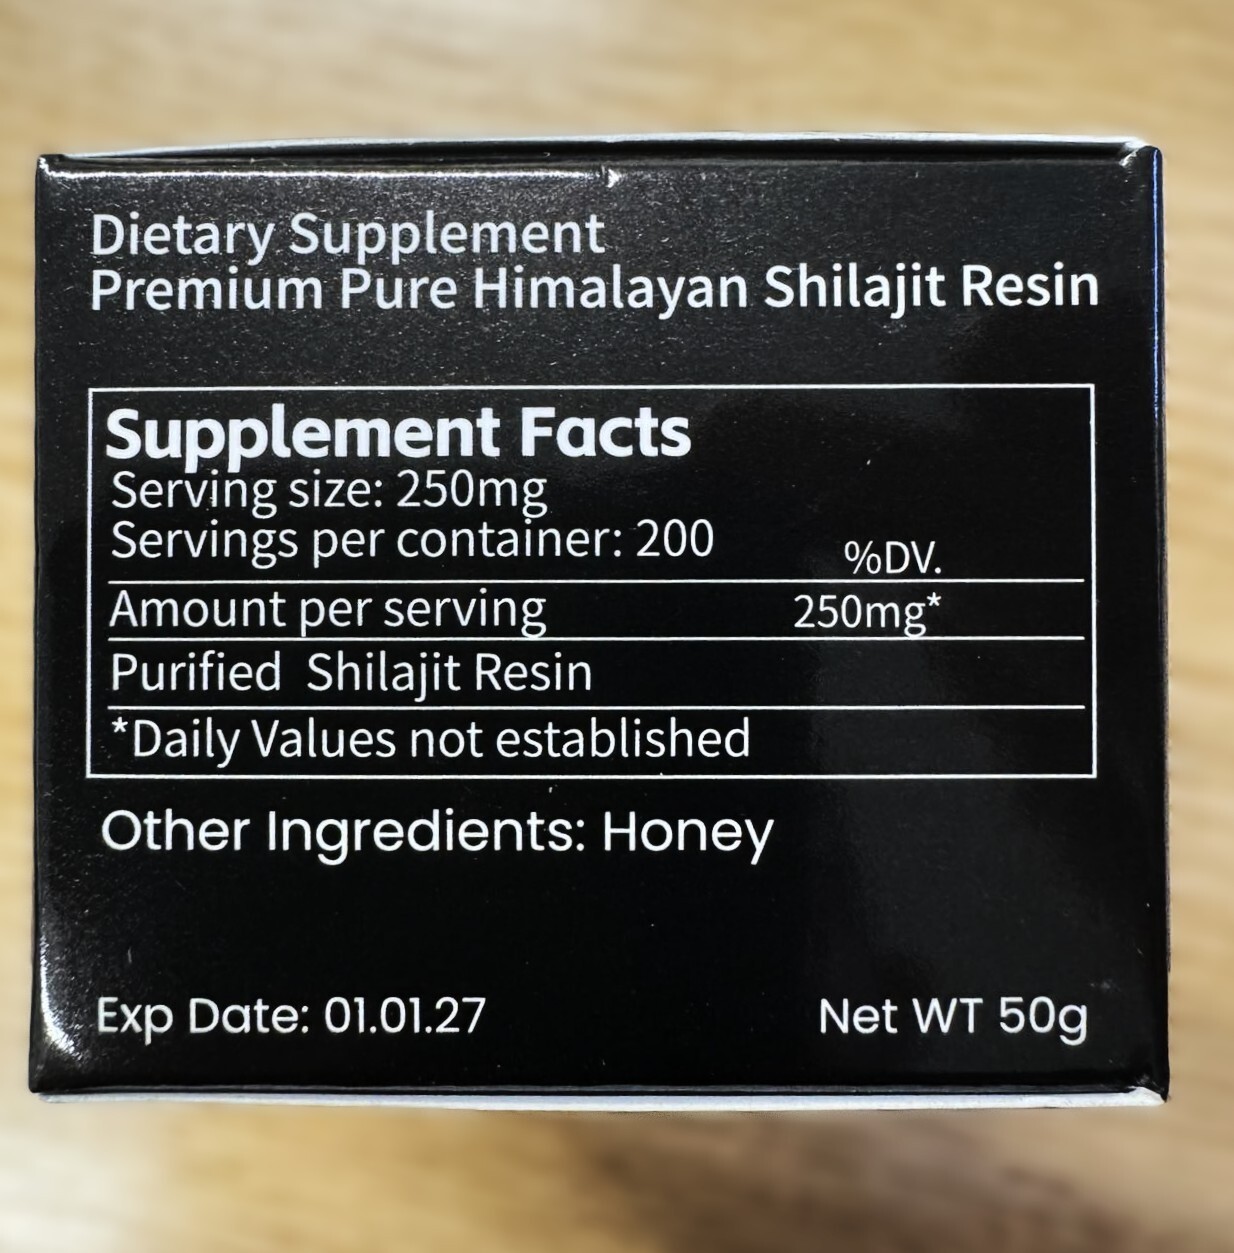 Dietary Supplement
Premium Pure Himalayan Shilajit Resin
Supplement Facts
Serving size: 250mg
Servings per container: 200
%DV.
Amount per serving 250mg*
Purified Shilajit Resin
*Daily Values not established
Other Ingredients: Honey
Exp Date: 01.01.27 Net WT 50g